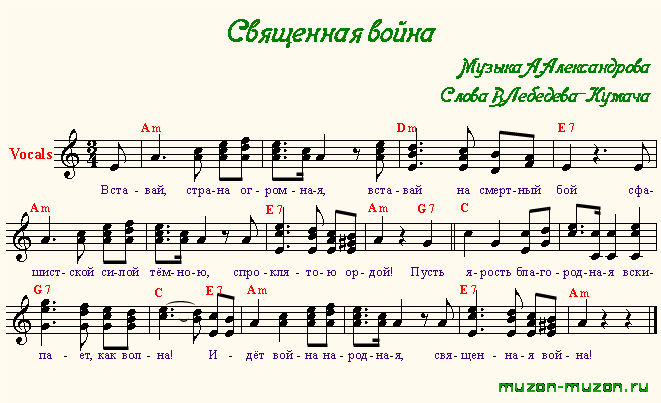 Священная война
Музыка А.Александрова
Слова В.Лебедева-Кумача
Am Dm E7
Vocals 3/4
Вста- вай, стра- на ог- ром- на-я, вста- вай на смерт-ный бой сфа-
Am E7 Am G7 C
шист- ской си-лой тём-но-ю, спро-кля-то-ю ор-дой! Пусть я-рость бла-го-род-на-я вски-
G7 C E7 Am E7 Am
па- ет, как вол- на! И- дёт вой-на на-род-на-я, свя-щен-на-я вой-на!
muzon-muzon.ru